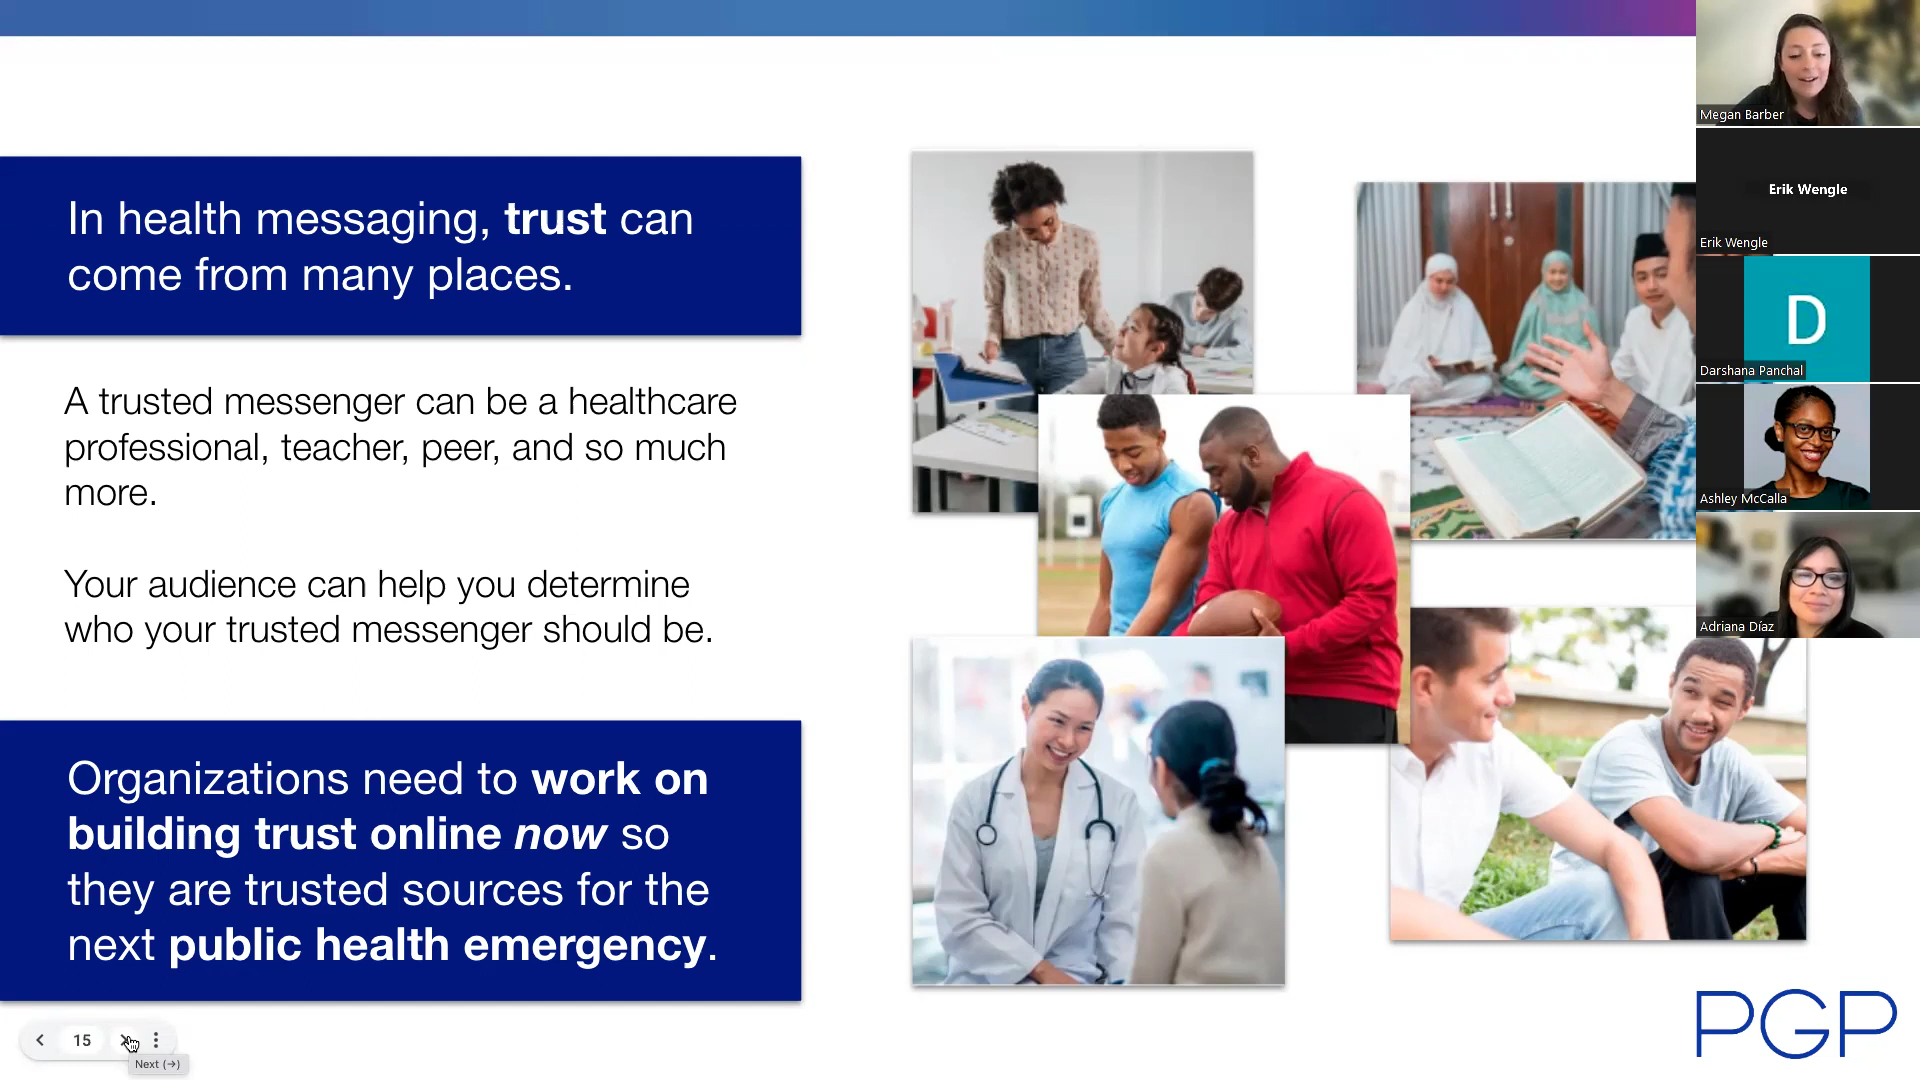 In health messaging, trust can
come from many places.
A trusted messenger can be a healthcare
professional, teacher, peer, and so much
more.
Your audience can help you determine
who your trusted messenger should be.
Organizations need to work on
building trust online now so
they are trusted sources for the
next public health emergency.
15
Next (→)
PGP
Megan Barber
Erik Wengle
Erik Wengle
D
Darshana Panchal
Ashley McCalla
Adriana Díaz